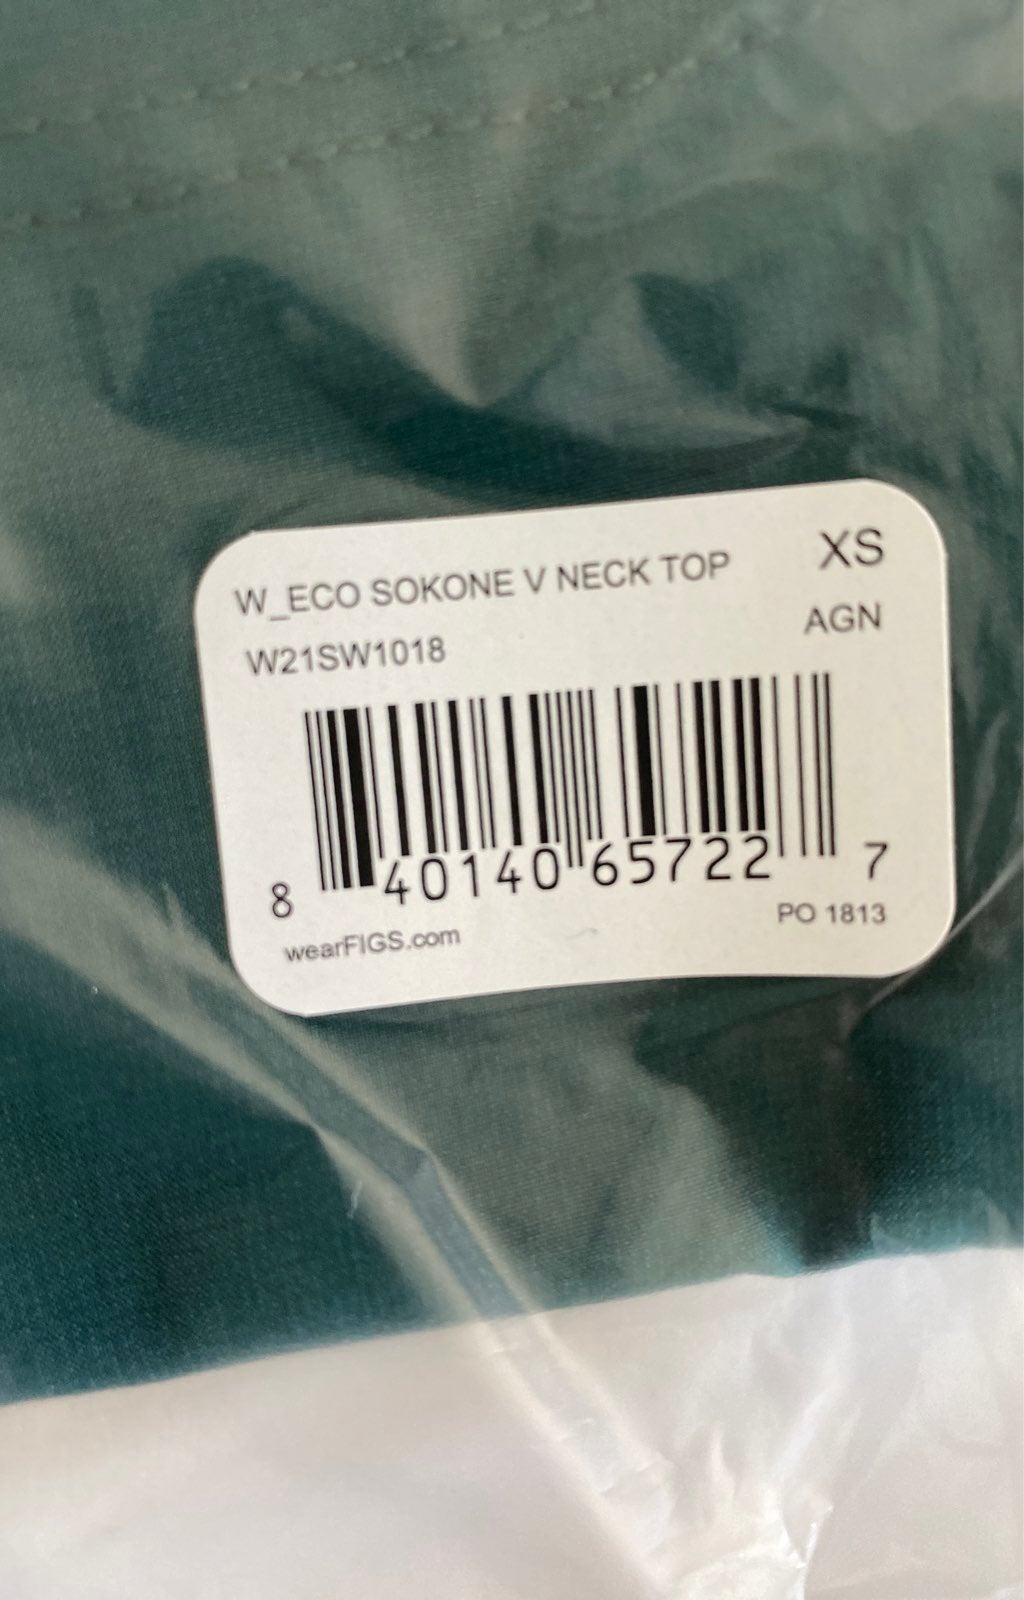 W_ECO SOKONE V NECK TOP XS
W21SW1018 AGN
8 40140 65722 7
wearFIGS.com PO 1813